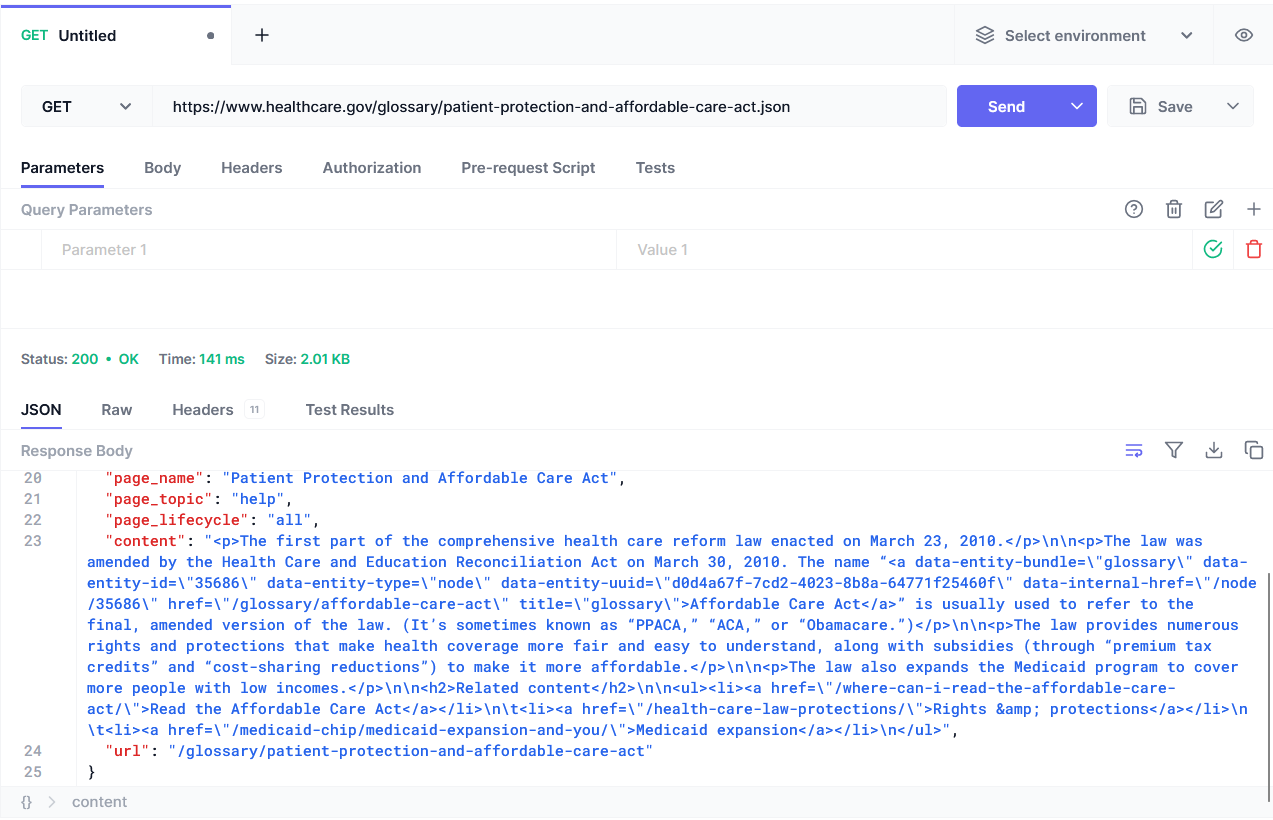 GET Untitled
Select environment
GET https://www.healthcare.gov/glossary/patient-protection-and-affordable-care-act.json Send Save
Parameters Body Headers Authorization Pre-request Script Tests
Query Parameters
Parameter 1 Value 1
Status: 200 • OK Time: 141 ms Size: 2.01 KB
JSON Raw Headers 11 Test Results
Response Body
20 "page_name": "Patient Protection and Affordable Care Act",
21 "page_topic": "help",
22 "page_lifecycle": "all",
23 "content": "<p>The first part of the comprehensive health care reform law enacted on March 23, 2010.</p>\n\n<p>The law was
amended by the Health Care and Education Reconciliation Act on March 30, 2010. The name “<a data-entity-bundle=\"glossary\" data-
entity-id=\"35686\" data-entity-type=\"node\" data-entity-uuid=\"d0d4a67f-7cd2-4023-8b8a-64771f25460f\" data-internal-href=\"/node
/35686\" href=\"/glossary/affordable-care-act\" title=\"glossary\">Affordable Care Act</a>” is usually used to refer to the
final, amended version of the law. (It’s sometimes known as “PPACA,” “ACA,” or “Obamacare.”)</p>\n\n<p>The law provides numerous
rights and protections that make health coverage more fair and easy to understand, along with subsidies (through “premium tax
credits” and “cost-sharing reductions”) to make it more affordable.</p>\n\n<p>The law also expands the Medicaid program to cover
more people with low incomes.</p>\n\n<h2>Related content</h2>\n\n<ul><li><a href=\"/where-can-i-read-the-affordable-care-
act/\">Read the Affordable Care Act</a></li>\n\t<li><a href=\"/health-care-law-protections/\">Rights &amp; protections</a></li>\n
\t<li><a href=\"/medicaid-chip/medicaid-expansion-and-you/\">Medicaid expansion</a></li>\n</ul>",
24 "url": "/glossary/patient-protection-and-affordable-care-act"
25 }
{} > content